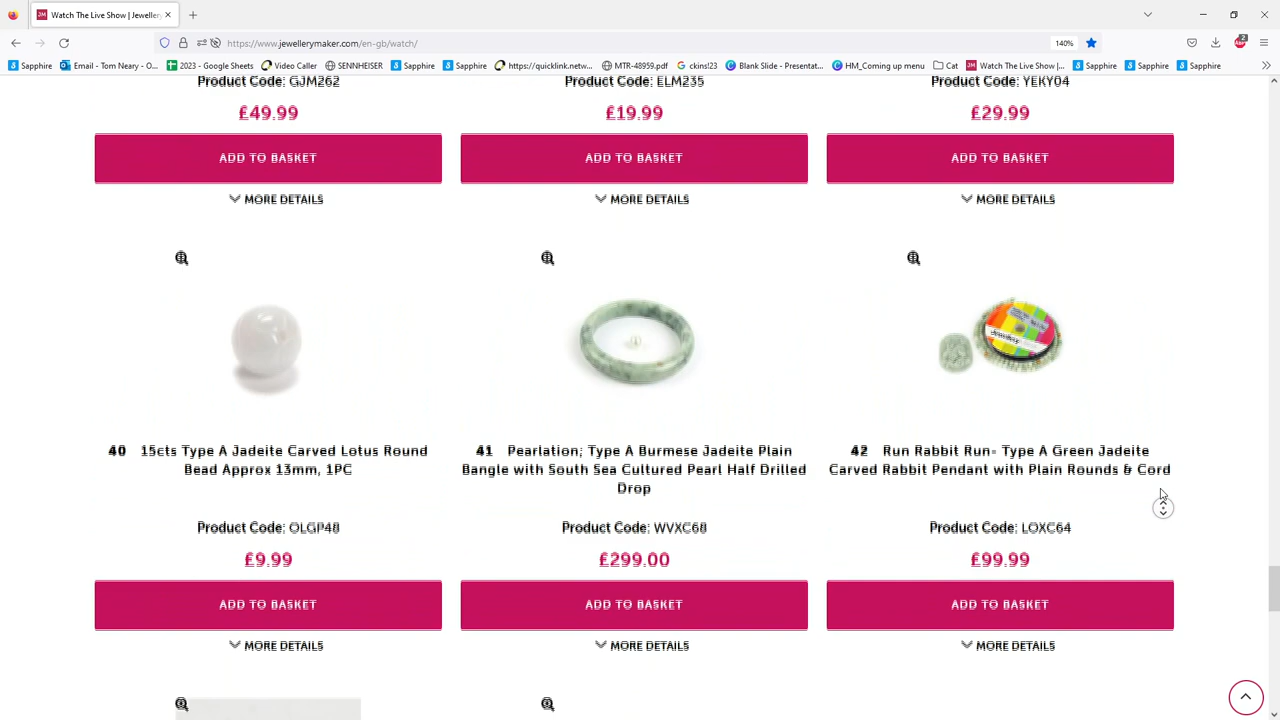 Watch The Live Show | Jewellery
https://www.jewellerymaker.com/en-gb/watch/
140%
Sapphire
Email - Tom Neary - O...
2023 - Google Sheets
Video Caller
SENNHEISER
Sapphire
Sapphire
https://quicklink.netw...
MTR-48959.pdf
ckins!23
Blank Slide - Presentat...
HM_Coming up menu
Cat
Watch The Live Show |...
Sapphire
Sapphire
Product Code: GJM262
Product Code: ELM235
Product Code: YEKY04
£49.99
£19.99
£29.99
ADD TO BASKET
ADD TO BASKET
ADD TO BASKET
MORE DETAILS
MORE DETAILS
MORE DETAILS
40 15cts Type A Jadeite Carved Lotus Round
Bead Approx 13mm, 1PC
41 Pearlation; Type A Burmese Jadeite Plain
Bangle with South Sea Cultured Pearl Half Drilled
Drop
42 Run Rabbit Run- Type A Green Jadeite
Carved Rabbit Pendant with Plain Rounds & Cord
Product Code: OLGP48
Product Code: WVXC68
Product Code: LOXC64
£9.99
£299.00
£99.99
ADD TO BASKET
ADD TO BASKET
ADD TO BASKET
MORE DETAILS
MORE DETAILS
MORE DETAILS